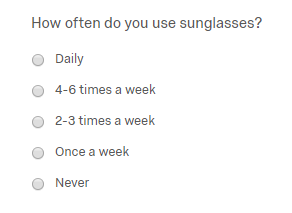 How often do you use sunglasses?
Daily
4-6 times a week
2-3 times a week
Once a week
Never